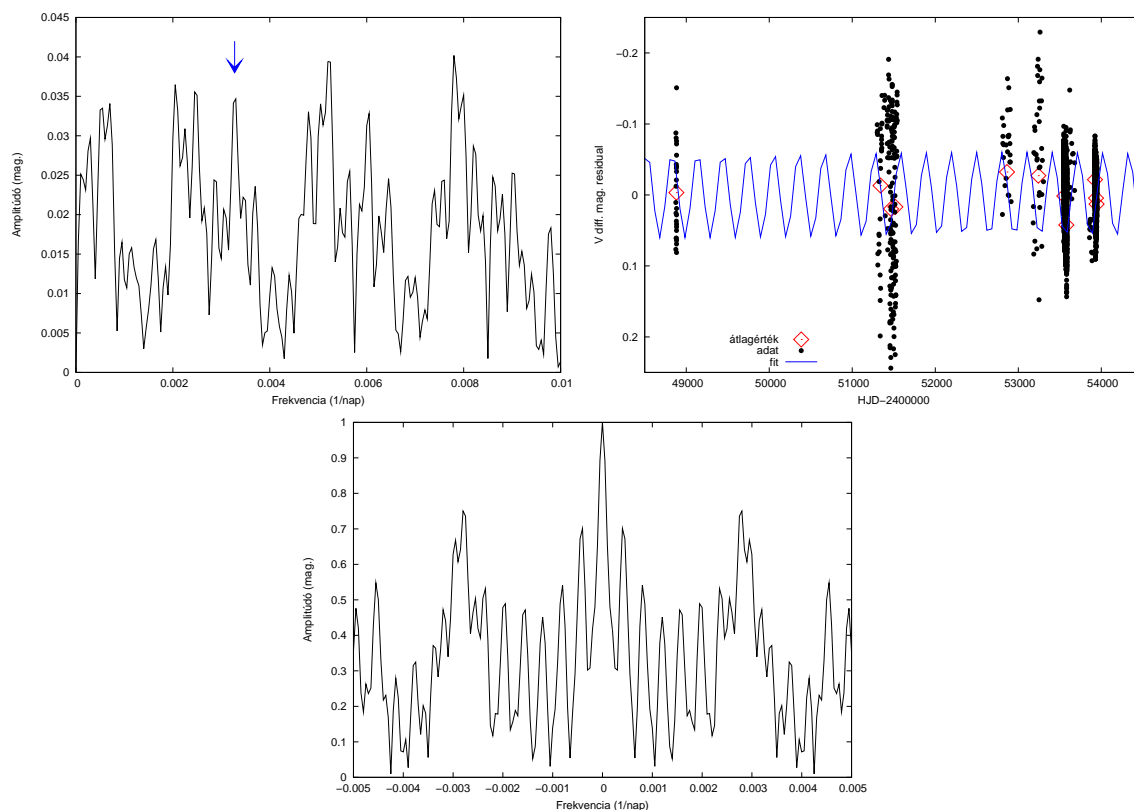 Amplítúdó (mag.)
0.045
0.04
0.035
0.03
0.025
0.02
0.015
0.01
0.005
0
0 0.002 0.004 0.006 0.008 0.01
Frekvencia (1/nap)
V diff. mag. residual
-0.2
-0.1
0
0.1
0.2
átlagérték
adat
fit
49000 50000 51000 52000 53000 54000
HJD-2400000
Amplítúdó (mag.)
1
0.9
0.8
0.7
0.6
0.5
0.4
0.3
0.2
0.1
0
-0.005 -0.004 -0.003 -0.002 -0.001 0 0.001 0.002 0.003 0.004 0.005
Frekvencia (1/nap)